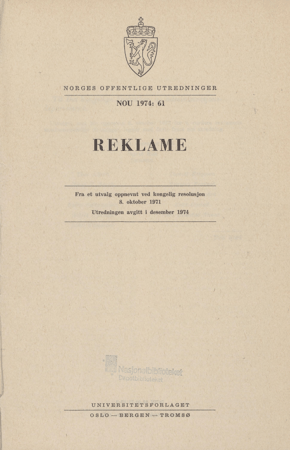 NORGES OFFENTLIGE UTREDNINGER
NOU 1974: 61
REKLAME
Fra et utvalg oppnevnt ved kongelig resolusjon
8. oktober 1971
Utredningen avgitt i desember 1974
Nasjonalbiblioteket
UNIVERSITETSFORLAGET
OSLO — BERGEN — TROMSØ